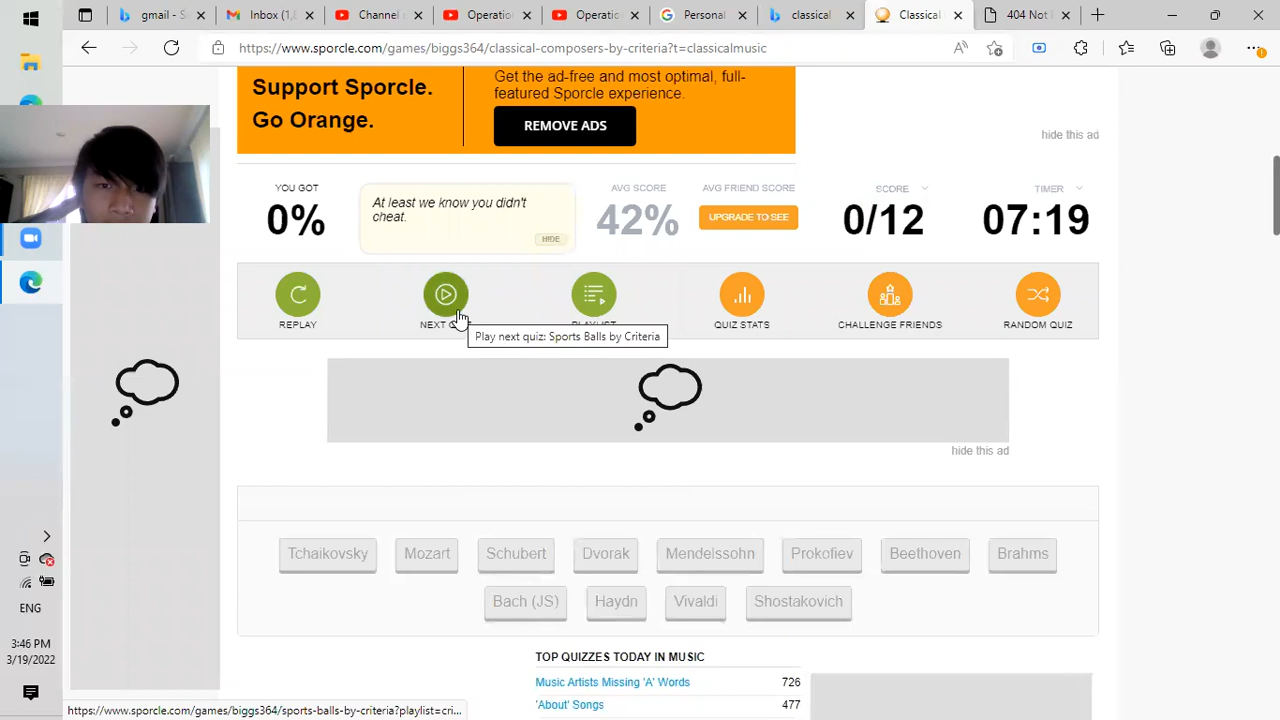 gmail - S
Inbox (1,
Channel
Operation
Operation
Personal
classical
Classical
404 Not
https://www.sporcle.com/games/biggs364/classical-composers-by-criteria?t=classicalmusic
Support Sporcle.
Go Orange.
Get the ad-free and most optimal, full-
featured Sporcle experience.
REMOVE ADS
hide this ad
YOU GOT
0%
At least we know you didn't
cheat.
HIDE
AVG SCORE
42%
AVG FRIEND SCORE
UPGRADE TO SEE
SCORE
0/12
TIMER
07:19
REPLAY
NEXT
PLAYLIST
QUIZ STATS
CHALLENGE FRIENDS
RANDOM QUIZ
Play next quiz: Sports Balls by Criteria
hide this ad
Tchaikovsky
Mozart
Schubert
Dvorak
Mendelssohn
Prokofiev
Beethoven
Brahms
Bach (JS)
Haydn
Vivaldi
Shostakovich
TOP QUIZZES TODAY IN MUSIC
Music Artists Missing 'A' Words 726
'About' Songs 477
ENG
3:46 PM
3/19/2022
https://www.sporcle.com/games/biggs364/sports-balls-by-criteria?playlist=cri...